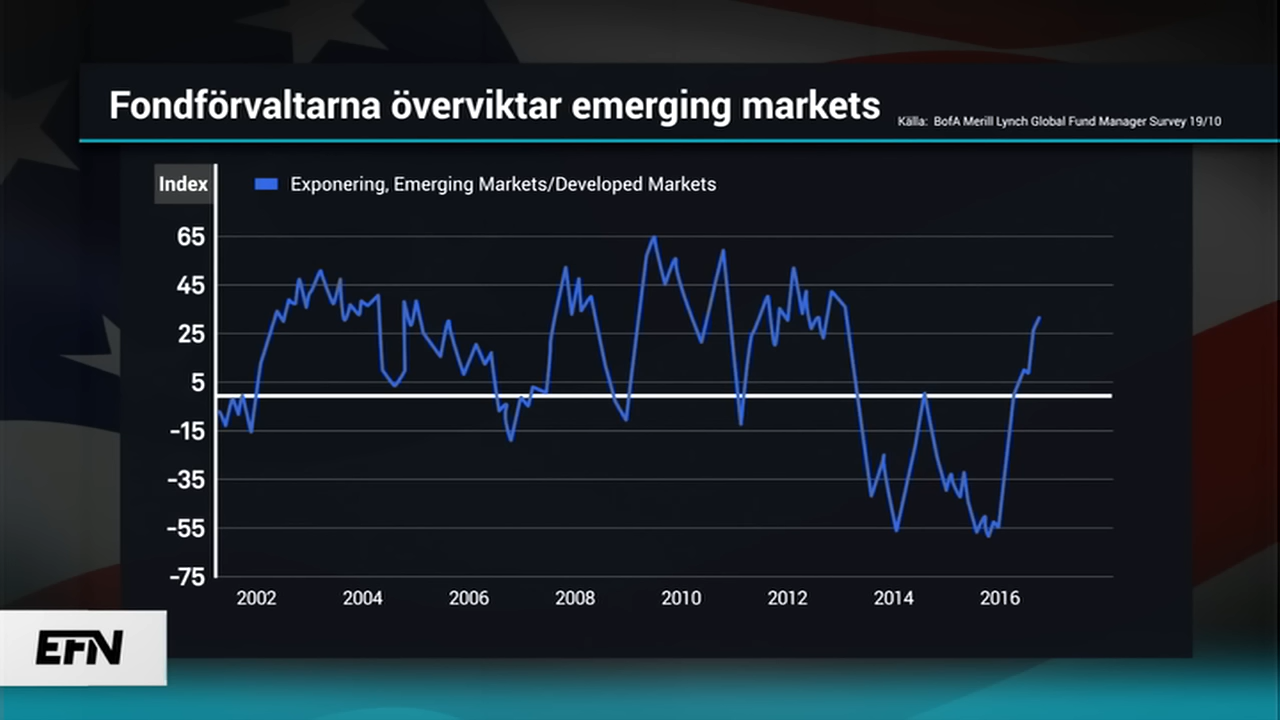 Fondförvaltarna överviktar emerging markets
Källa: BofA Merill Lynch Global Fund Manager Survey 19/10
Index
Exponering, Emerging Markets/Developed Markets
65
45
25
5
-15
-35
-55
-75
2002 2004 2006 2008 2010 2012 2014 2016
EFN